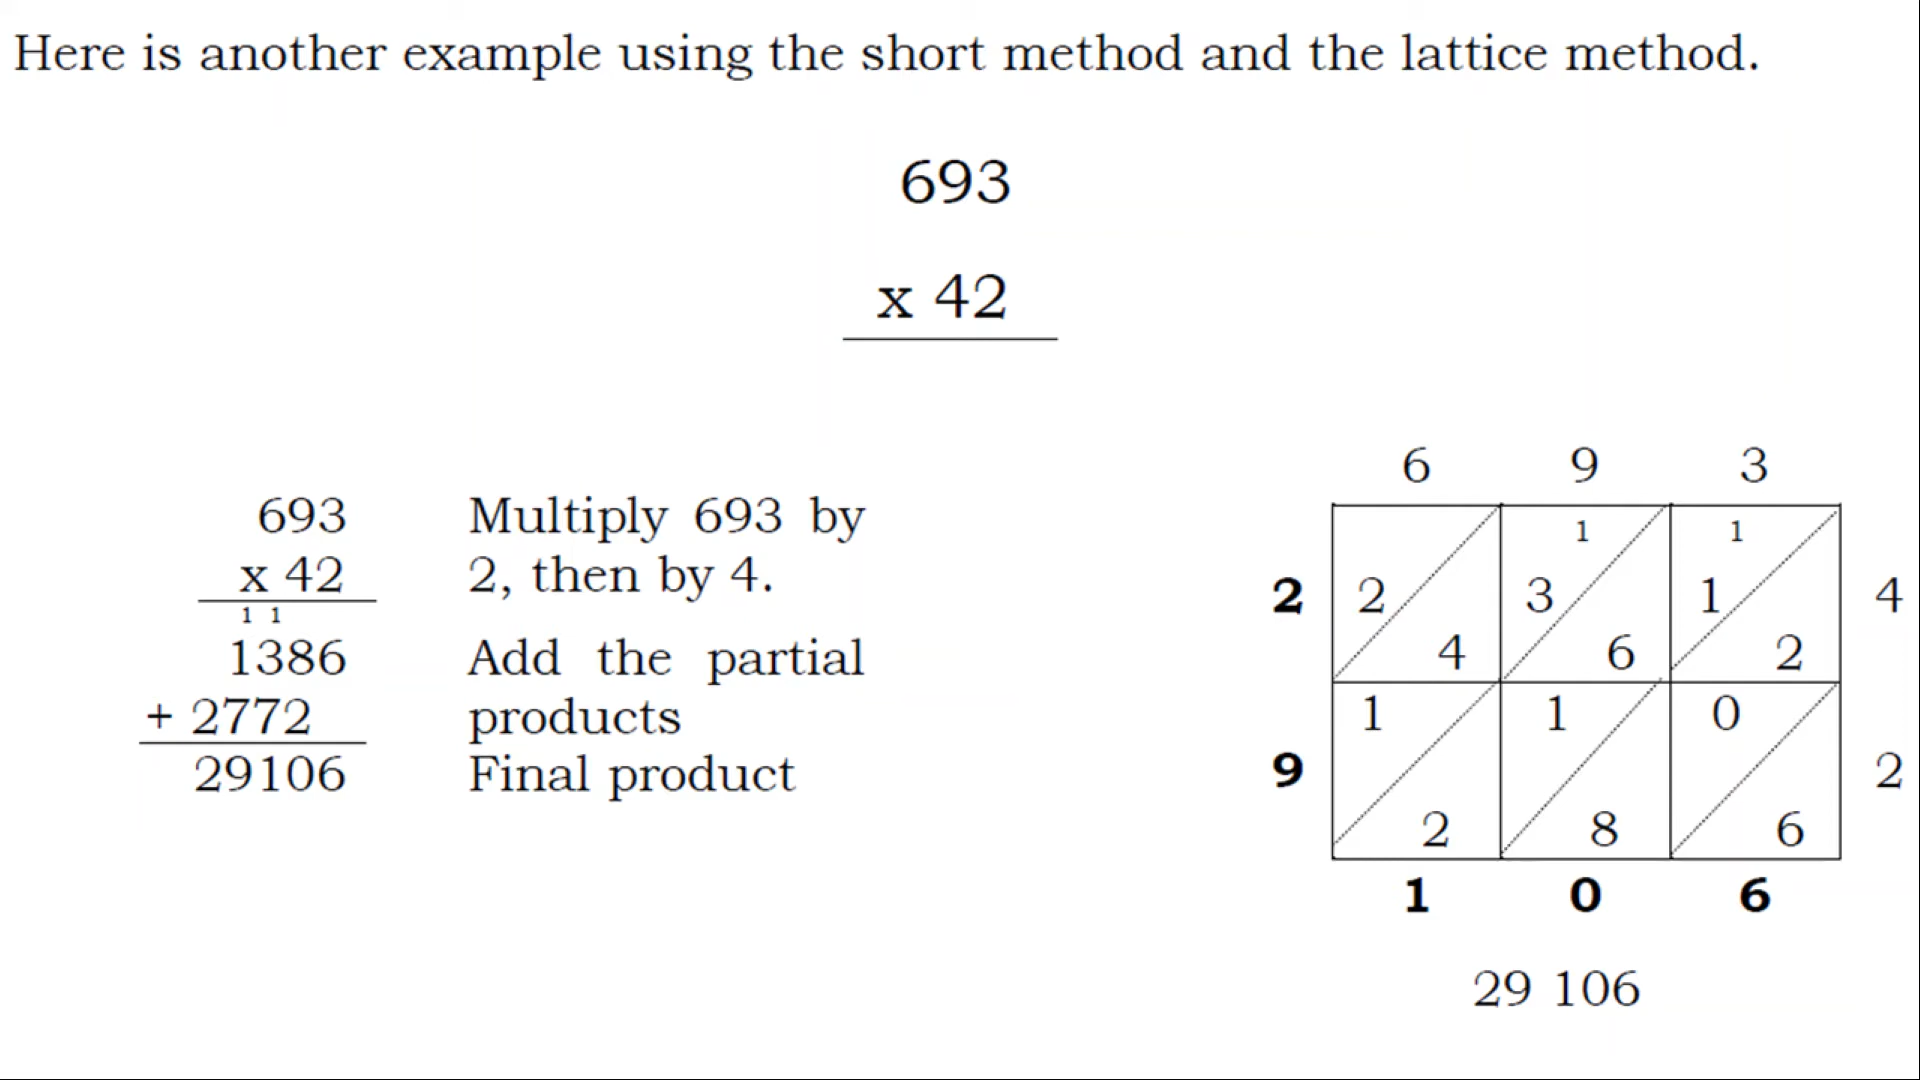 Here is another example using the short method and the lattice method.
693
x 42
693
x 42
1 1
1386
+ 2772
29106
Multiply 693 by
2, then by 4.
Add the partial
products
Final product
6 9 3
1 1
2 2 3 1 4
4 6 2
1 1 0
9 2
2 8 6
1 0 6
29 106